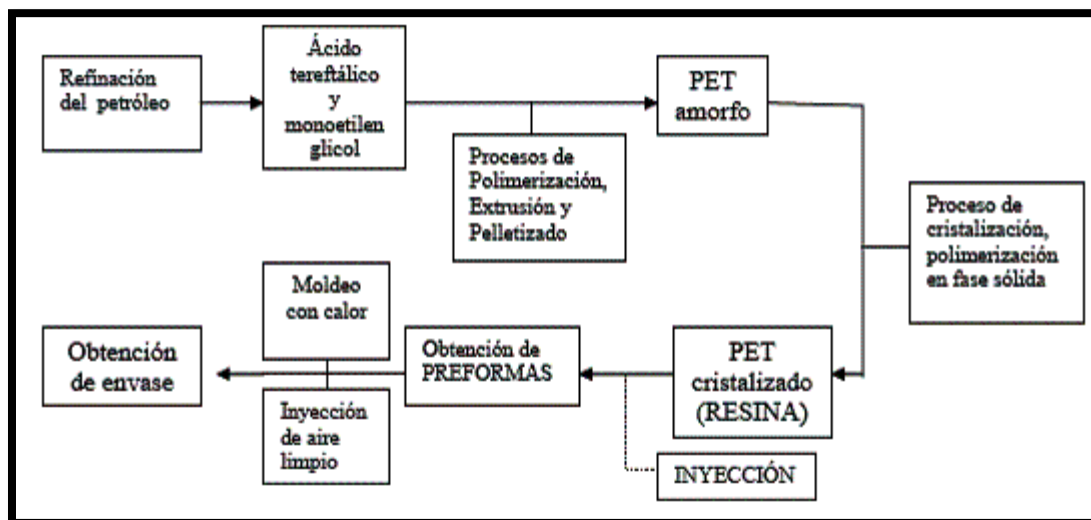 Refinación
del petróleo
Ácido
tereftálico
y
monoetilen
glicol
PET
amorfo
Procesos de
Polimerización,
Extrusión y
Pelletizado
Proceso de
cristalización,
polimerización
en fase sólida
Moldeo
con calor
Obtención
de envase
Obtención de
PREFORMAS
PET
cristalizado
(RESINA)
Inyección
de aire
limpio
INYECCIÓN